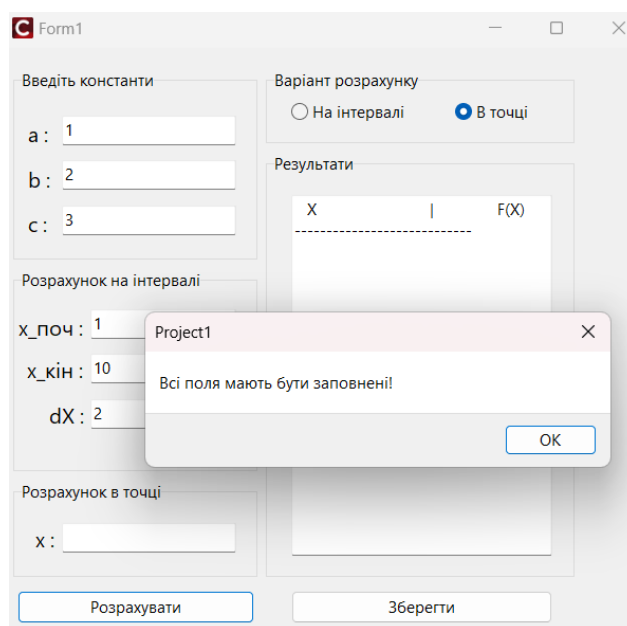 Form1
Введіть константи
a : 1
b : 2
c : 3
Розрахунок на інтервалі
x_поч : 1
x_кін : 10
dX : 2
Розрахунок в точці
x :
Розрахувати
Варіант розрахунку
На інтервалі В точці
Результати
X | F(X)
----------------------------
Project1
Всі поля мають бути заповнені!
OK
Зберегти